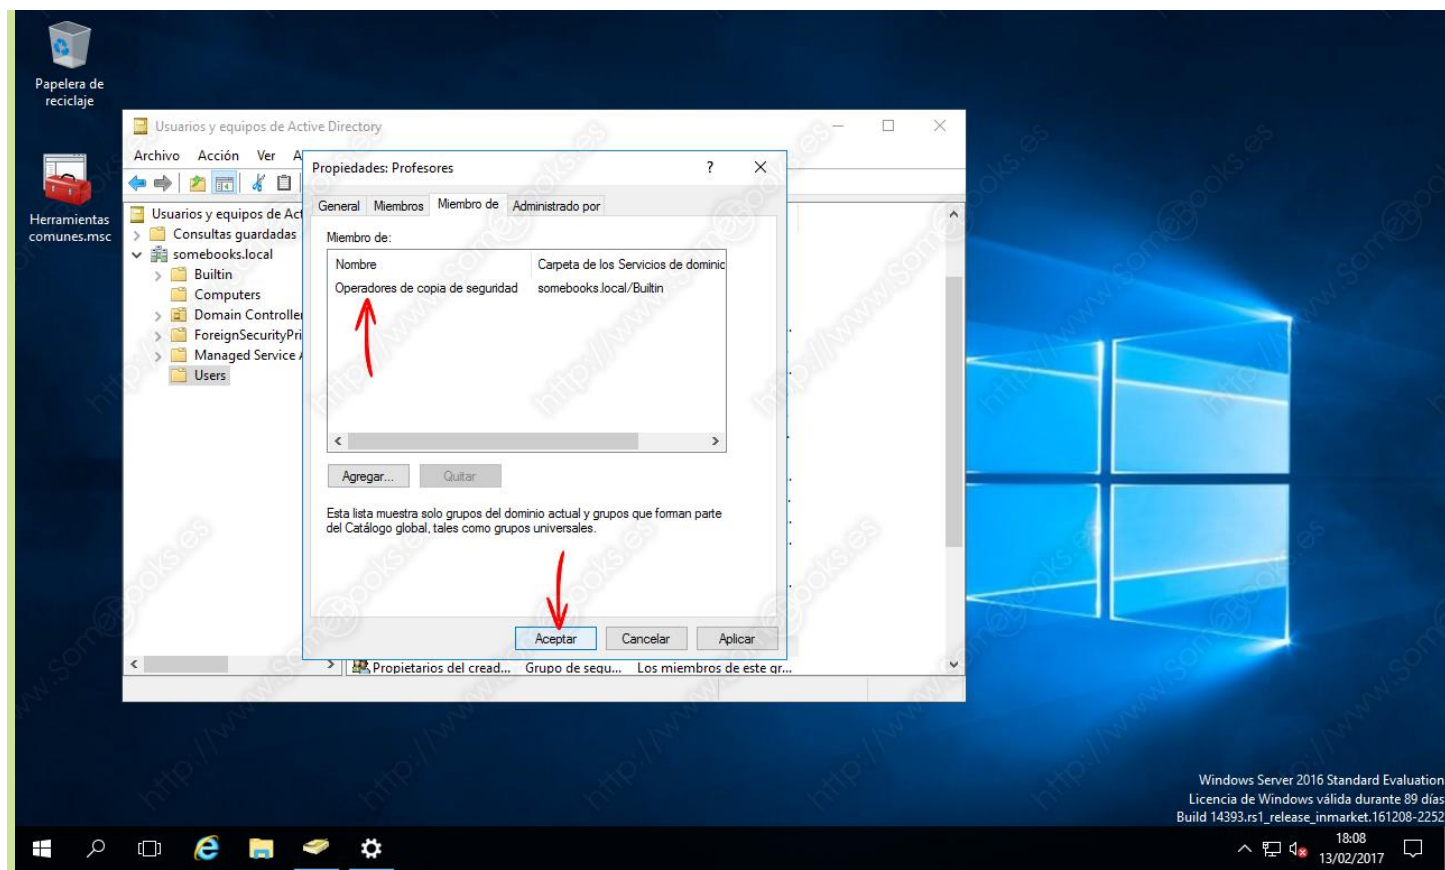 Papelera de
reciclaje
Herramientas
comunes.msc
Usuarios y equipos de Active Directory
Archivo Acción Ver A
Usuarios y equipos de Act
Consultas guardadas
somebooks.local
Builtin
Computers
Domain Controller
ForeignSecurityPri
Managed Service A
Users
Propiedades: Profesores
General Miembros Miembro de Administrado por
Miembro de:
Nombre Carpeta de los Servicios de dominic
Operadores de copia de seguridad somebooks.local/Builtin
Agregar... Quitar
Esta lista muestra solo grupos del dominio actual y grupos que forman parte
del Catálogo global, tales como grupos universales.
Aceptar Cancelar Aplicar
Propietarios del cread... Grupo de segu... Los miembros de este gr...
Windows Server 2016 Standard Evaluation
Licencia de Windows válida durante 89 días
Build 14393.rs1_release_inmarket.161208-2252
18:08
13/02/2017
http://www.SomeBooks.es